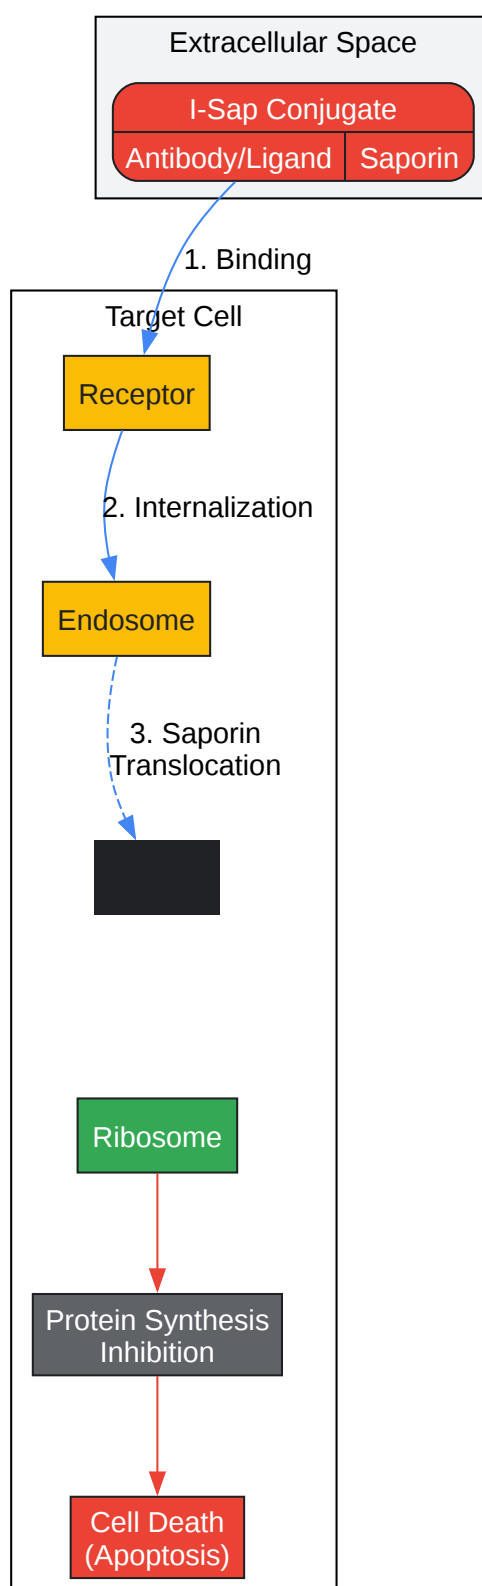 Extracellular Space
I-Sap Conjugate
Antibody/Ligand
Saporin
1. Binding
Target Cell
Receptor
2. Internalization
Endosome
3. Saporin
Translocation
Ribosome
Protein Synthesis
Inhibition
Cell Death
(Apoptosis)